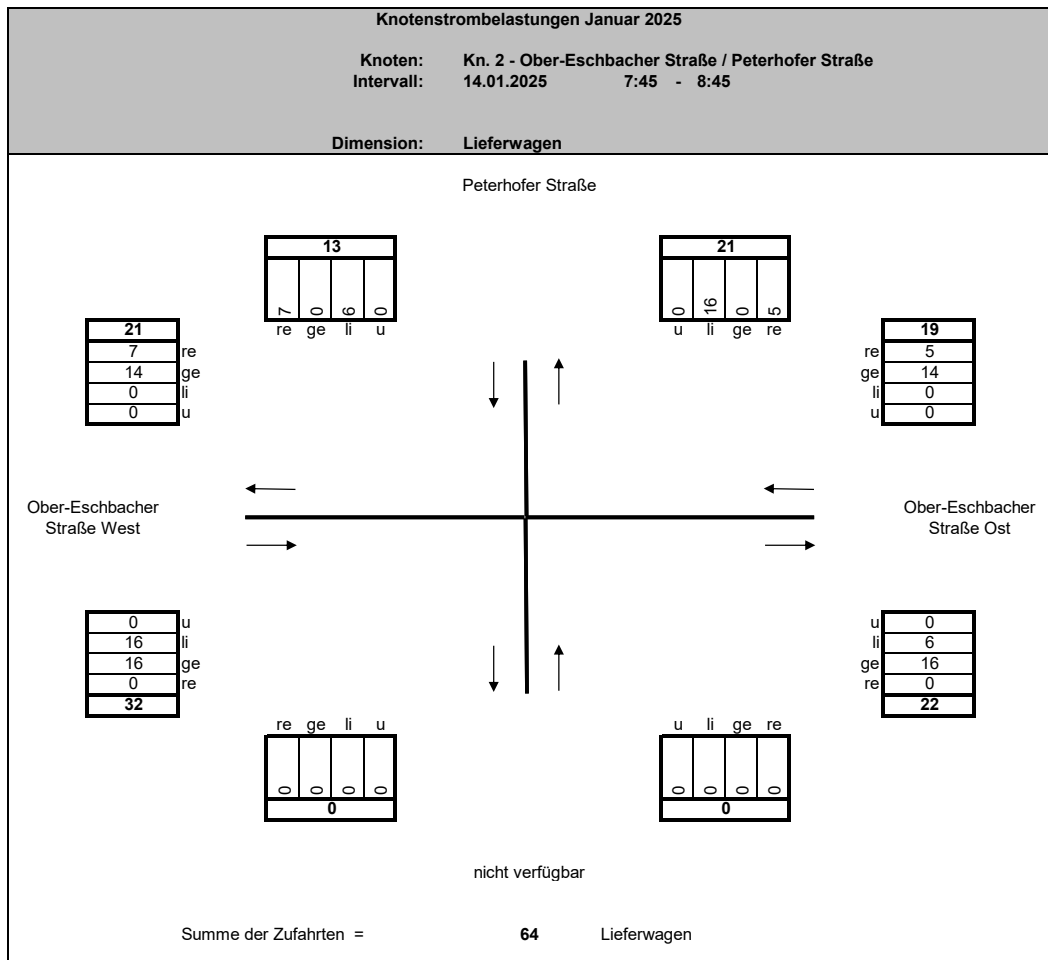 Knotenstrombelastungen Januar 2025
Knoten: Kn. 2 - Ober-Eschbacher Straße / Peterhofer Straße
Intervall: 14.01.2025 7:45 - 8:45
Dimension: Lieferwagen
Peterhofer Straße
13
7 0 6 0
re ge li u
21
0 16 0 5
u li ge re
21
7 re
14 ge
0 li
0 u
19
re 5
ge 14
li 0
u 0
Ober-Eschbacher
Straße West
Ober-Eschbacher
Straße Ost
0 u
16 li
16 ge
0 re
32
u 0
li 6
ge 16
re 0
22
re ge li u
0 0 0 0
0
u li ge re
0 0 0 0
0
nicht verfügbar
Summe der Zufahrten = 64 Lieferwagen